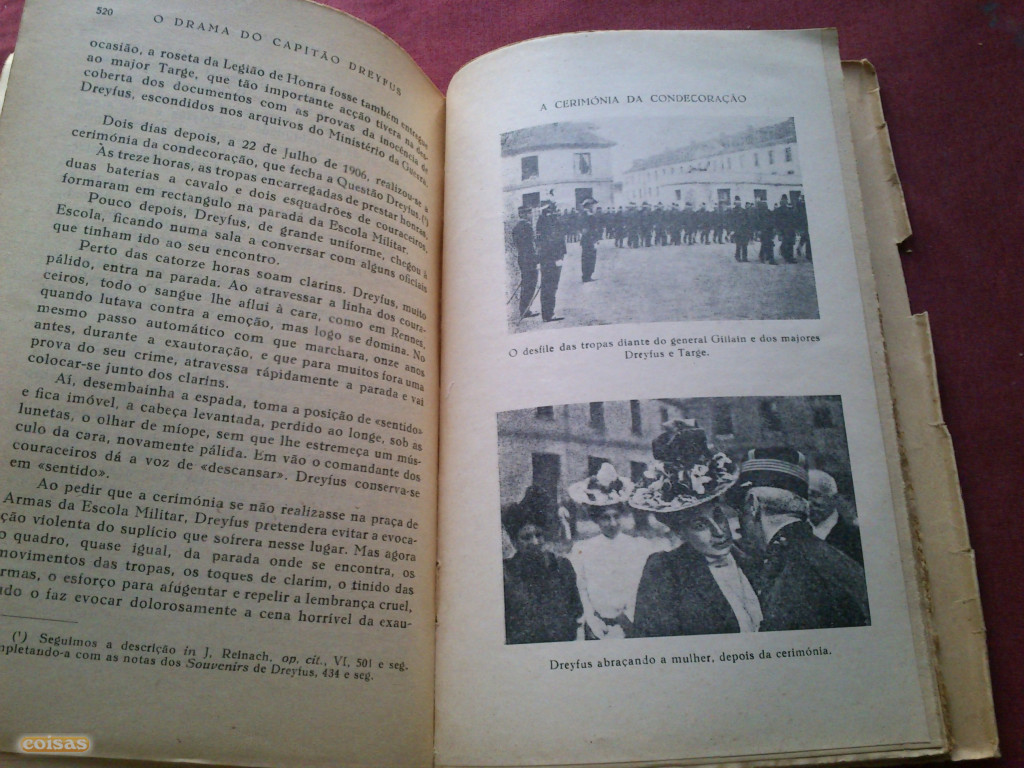 520
O DRAMA DO CAPITÃO DREYFUS
ocasião, a roseta da Legião de Honra fosse também entregue
ao major Targe, que tão importante acção tivera na des-
coberta dos documentos com as provas da inocência de
Dreyfus, escondidos nos arquivos do Ministério da Guerra.
Dois dias depois, a 22 de Julho de 1906, realizou-se a
cerimónia da condecoração, que fecha a Questão Dreyfus.(¹)
Às treze horas, as tropas encarregadas de prestar honras,
duas baterias a cavalo e dois esquadrões de couraceiros,
formaram em rectangulo na parada da Escola Militar.
Pouco depois, Dreyfus, de grande uniforme, chegou à
Escola, ficando numa sala a conversar com alguns oficiais
que tinham ido ao seu encontro.
Perto das catorze horas soam clarins. Dreyfus, muito
pálido, entra na parada. Ao atravessar a linha dos coura-
ceiros, todo o sangue lhe aflui à cara, como em Rennes,
quando lutava contra a emoção, mas logo se domina. No
mesmo passo automático com que marchara, onze anos
antes, durante a exautoração, e que para muitos fora uma
prova do seu crime, atravessa rápidamente a parada e vai
colocar-se junto dos clarins.
Aí, desembainha a espada, toma a posição de «sentido»
e fica imóvel, a cabeça levantada, perdido ao longe, sob as
lunetas, o olhar de míope, sem que lhe estremeça um mús-
culo da cara, novamente pálida. Em vão o comandante dos
couraceiros dá a voz de «descansar». Dreyfus conserva-se
em «sentido».
Ao pedir que a cerimónia se não realizasse na praça de
Armas da Escola Militar, Dreyfus pretendera evitar a evoca-
ção violenta do suplício que sofrera nesse lugar. Mas agora
o quadro, quase igual, da parada onde se encontra, os
movimentos das tropas, os toques de clarim, o tinido das
rmas, o esforço para afugentar e repelir a lembrança cruel,
udo o faz evocar dolorosamente a cena horrível da exau-
(¹) Seguimos a descrição in J. Reinach, op. cit., VI, 501 e seg.
mpletando-a com as notas dos Souvenirs de Dreyfus, 434 e seg.
A CERIMÓNIA DA CONDECORAÇÃO
O desfile das tropas diante do general Gillain e dos majores
Dreyfus e Targe.
Dreyfus abraçando a mulher, depois da cerimónia.
coisas